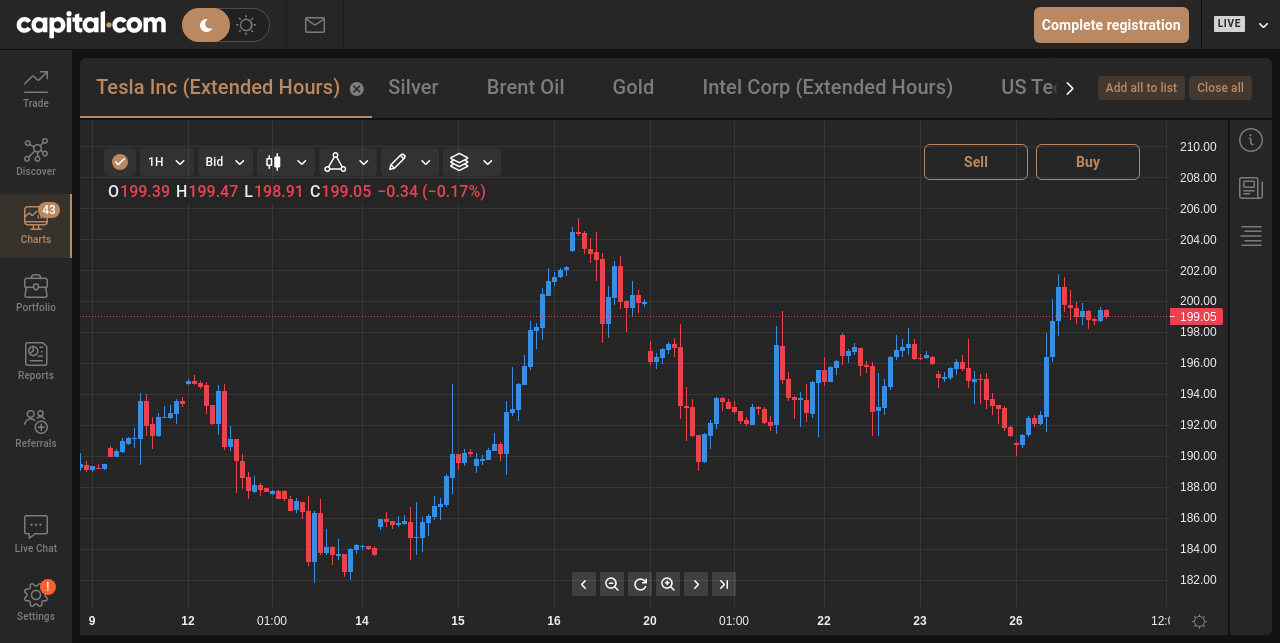 capital.com
Complete registration
LIVE
Trade
Discover
43
Charts
Portfolio
Reports
Referrals
Live Chat
!
Settings
Tesla Inc (Extended Hours)
Silver
Brent Oil
Gold
Intel Corp (Extended Hours)
US Te
Add all to list
Close all
1H
Bid
Sell
Buy
O199.39 H199.47 L198.91 C199.05 −0.34 (−0.17%)
210.00
208.00
206.00
204.00
202.00
200.00
199.05
198.00
196.00
194.00
192.00
190.00
188.00
186.00
184.00
182.00
9 12 01:00 14 15 16 20 01:00 22 23 26 12: